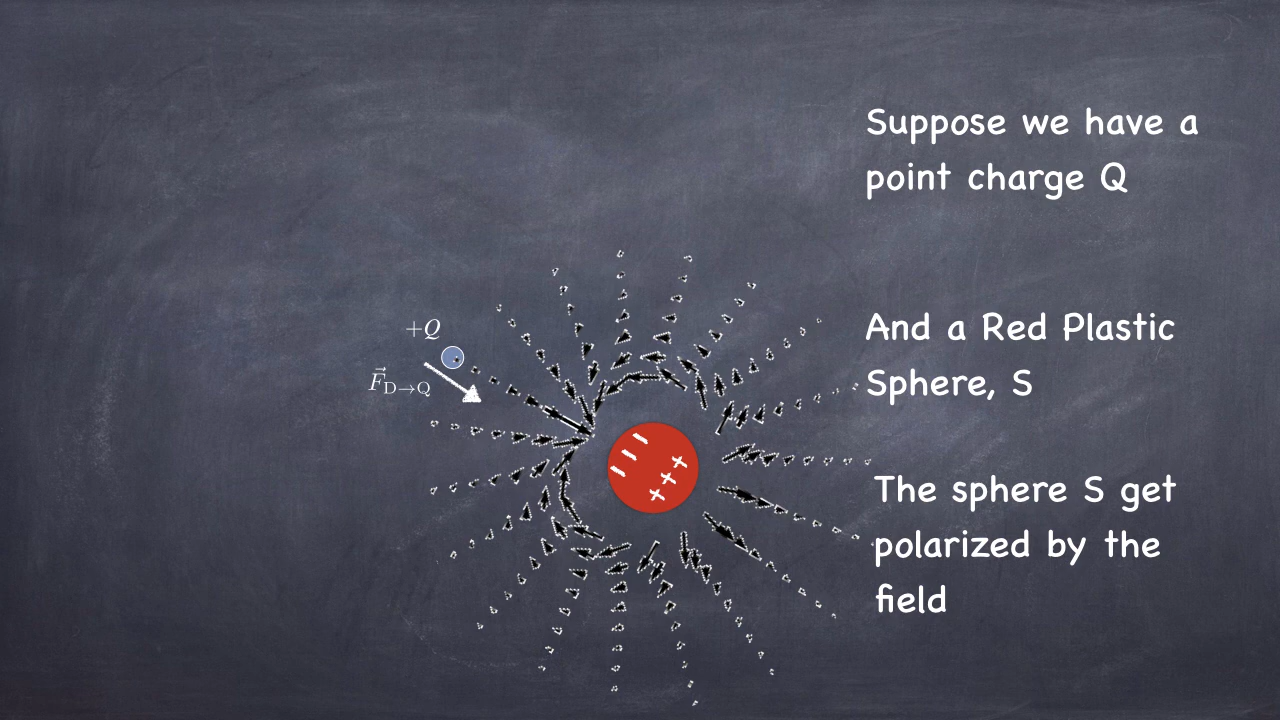 Suppose we have a
point charge Q
And a Red Plastic
Sphere, S
The sphere S get
polarized by the
field
+Q
F⃗D→Q
− − −
+ + +